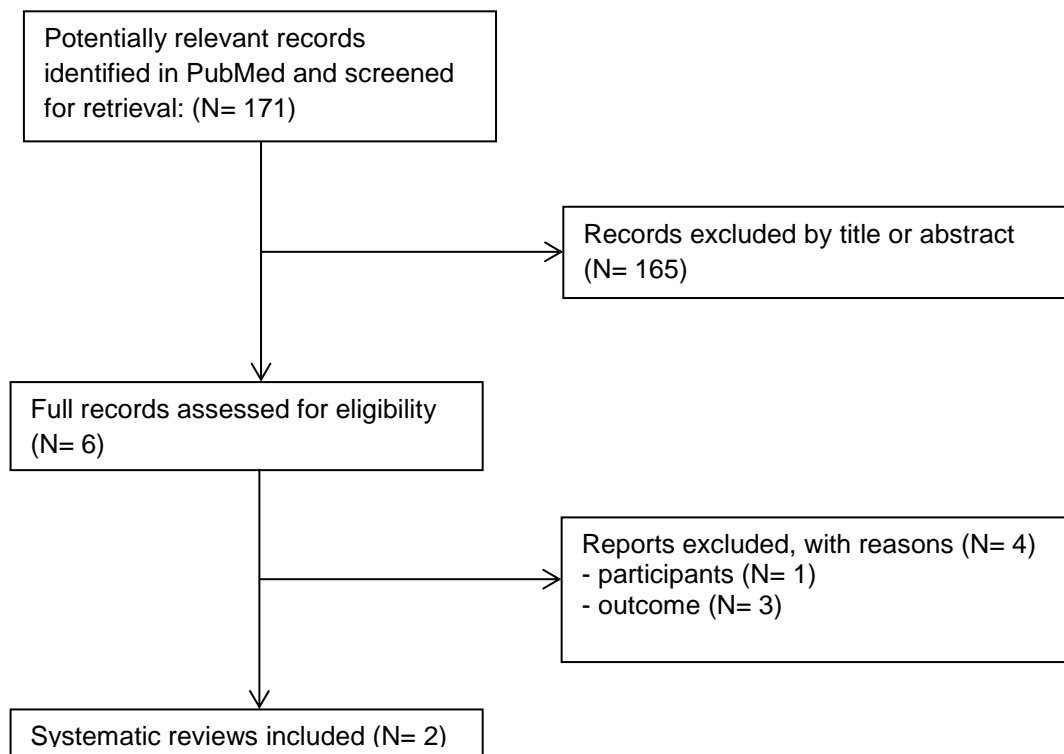 Potentially relevant records
identified in PubMed and screened
for retrieval: (N= 171)
Records excluded by title or abstract
(N= 165)
Full records assessed for eligibility
(N= 6)
Reports excluded, with reasons (N= 4)
- participants (N= 1)
- outcome (N= 3)
Systematic reviews included (N= 2)